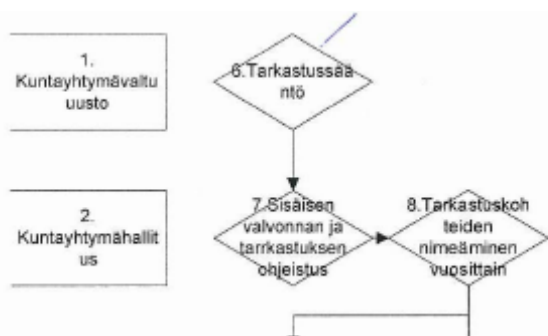 1.
Kuntayhtymävaltu
uusto
6.Tarkastussää
ntö
2.
Kuntayhtymähallit
us
7.Sisäisen
valvonnan ja
tarrkastuksen
ohjeistus
8.Tarkastuskoh
teiden
nimeäminen
vuosittain